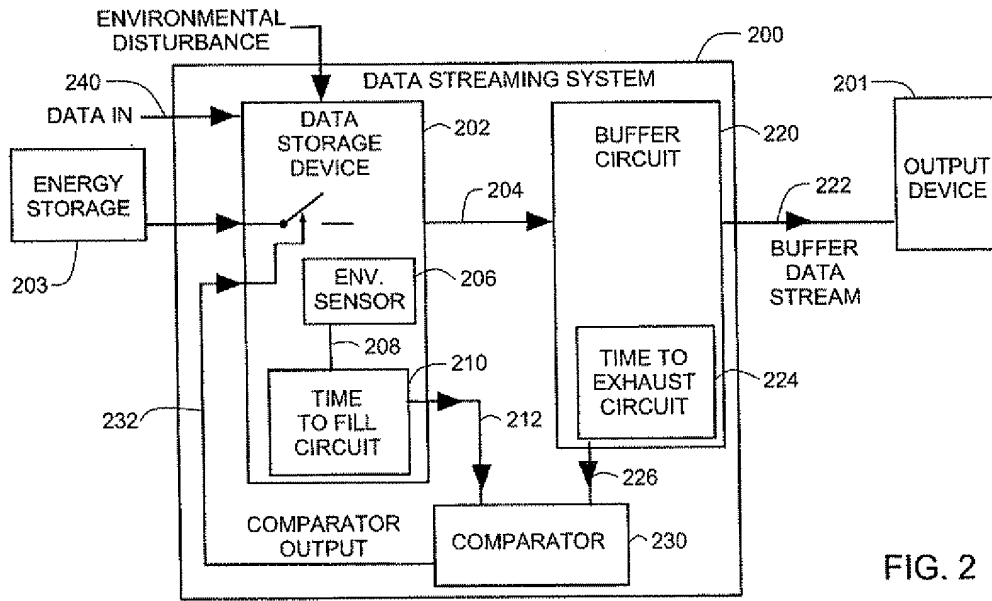 ENVIRONMENTAL
DISTURBANCE
200
240
DATA STREAMING SYSTEM
201
DATA IN
DATA
STORAGE
DEVICE
202
BUFFER
CIRCUIT
220
OUTPUT
DEVICE
ENERGY
STORAGE
203
204
222
BUFFER
DATA
STREAM
ENV.
SENSOR
206
208
210
TIME
TO FILL
CIRCUIT
212
TIME TO
EXHAUST
CIRCUIT
224
232
226
COMPARATOR
OUTPUT
COMPARATOR
230
FIG. 2